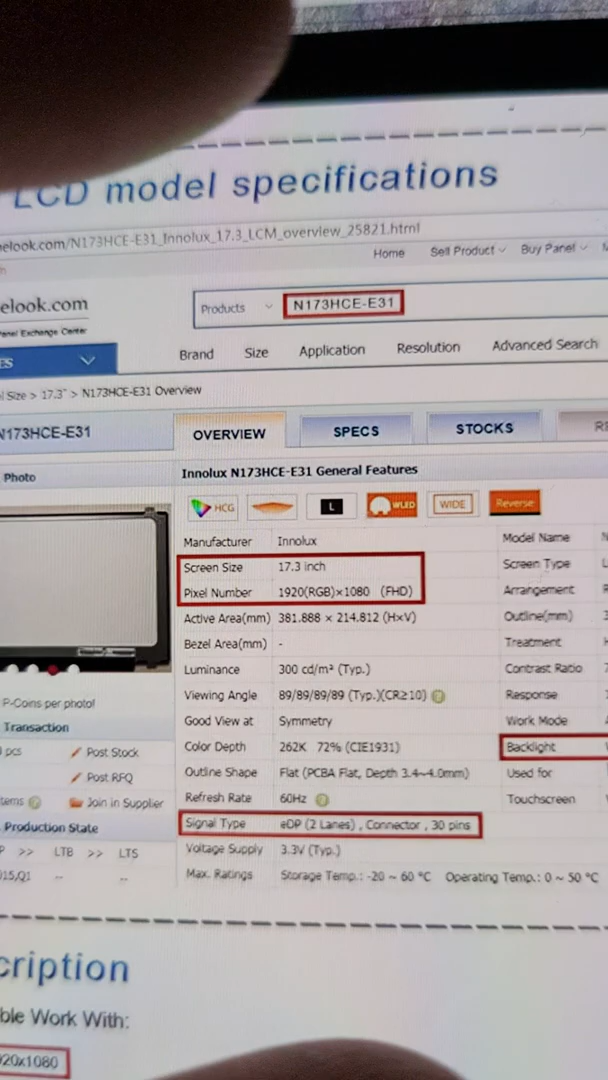 LCD model specifications
elook.com/N173HCE-E31_Innolux_17.3_LCM_overview_25821.html
Home Sell Product Buy Panel
elook.com
Products N173HCE-E31
Panel Exchange Center
ES
Brand Size Application Resolution Advanced Search
Size > 17.3" > N173HCE-E31 Overview
N173HCE-E31 OVERVIEW SPECS STOCKS
Photo
Innolux N173HCE-E31 General Features
HCG L WLED WIDE Reverse
Manufacturer Innolux Model Name
Screen Size 17.3 inch Screen Type
Pixel Number 1920(RGB)×1080 (FHD) Arrangement
Active Area(mm) 381.888 × 214.812 (H×V) Outline(mm)
Bezel Area(mm) - Treatment
Luminance 300 cd/m² (Typ.) Contrast Ratio
Viewing Angle 89/89/89/89 (Typ.)(CR≥10) Response
Good View at Symmetry Work Mode
Color Depth 262K 72% (CIE1931) Backlight
Outline Shape Flat (PCBA Flat, Depth 3.4~4.0mm) Used for
Refresh Rate 60Hz Touchscreen
Signal Type eDP (2 Lanes) , Connector , 30 pins
Voltage Supply 3.3V (Typ.)
Max. Ratings Storage Temp.: -20 ~ 60 °C Operating Temp.: 0 ~ 50 °C
P-Coins per photo!
Transaction
pcs Post Stock
Post RFQ
Items Join in Supplier
Production State
P >> LTB >> LTS
015,Q1 -- --
cription
ble Work With:
920x1080